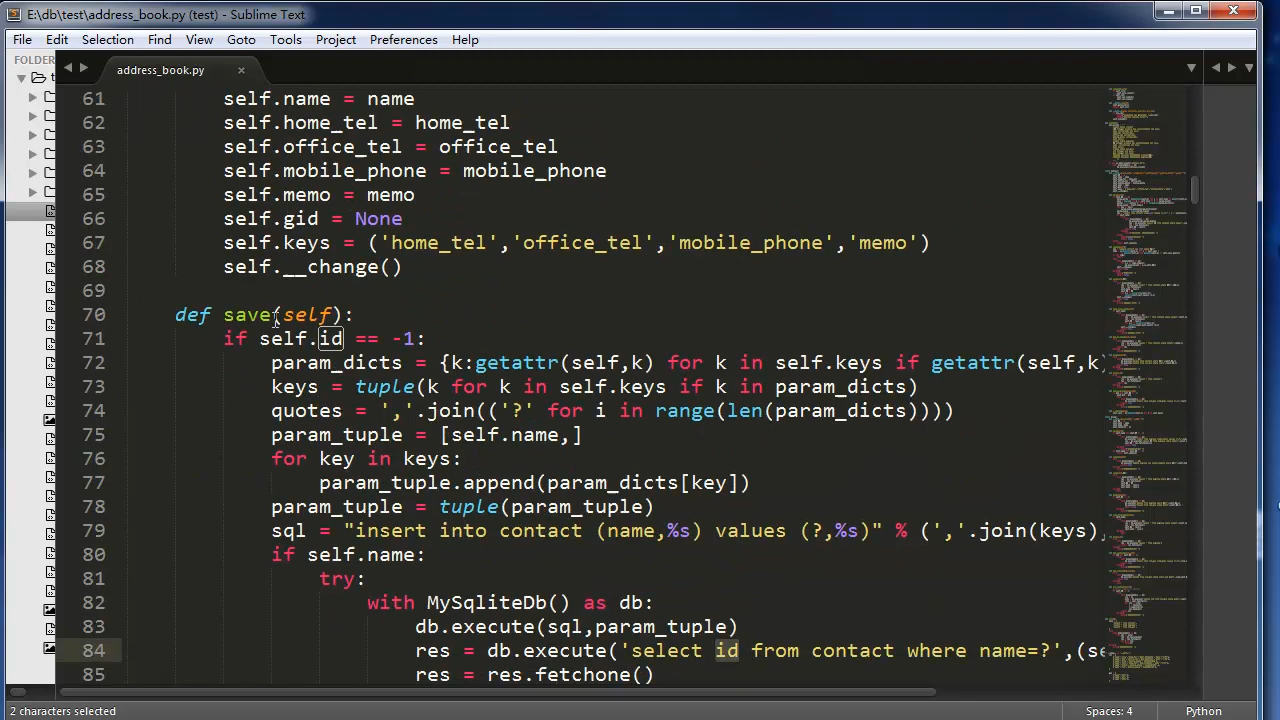 E:\db\test\address_book.py (test) - Sublime Text
File Edit Selection Find View Goto Tools Project Preferences Help
FOLDER
address_book.py
61 self.name = name
62 self.home_tel = home_tel
63 self.office_tel = office_tel
64 self.mobile_phone = mobile_phone
65 self.memo = memo
66 self.gid = None
67 self.keys = ('home_tel','office_tel','mobile_phone','memo')
68 self.__change()
69
70 def save(self):
71 if self.id == -1:
72 param_dicts = {k:getattr(self,k) for k in self.keys if getattr(self,k)
73 keys = tuple(k for k in self.keys if k in param_dicts)
74 quotes = ','.join(('?' for i in range(len(param_dicts))))
75 param_tuple = [self.name,]
76 for key in keys:
77 param_tuple.append(param_dicts[key])
78 param_tuple = tuple(param_tuple)
79 sql = "insert into contact (name,%s) values (?,%s)" % (','.join(keys),
80 if self.name:
81 try:
82 with MySqliteDb() as db:
83 db.execute(sql,param_tuple)
84 res = db.execute('select id from contact where name=?',(se
85 res = res.fetchone()
2 characters selected Spaces: 4 Python